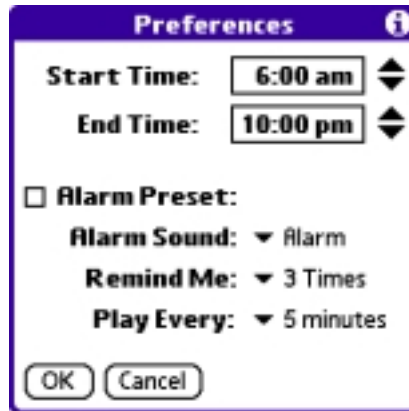 Preferences
Start Time: 6:00 am
End Time: 10:00 pm
Alarm Preset:
Alarm Sound: Alarm
Remind Me: 3 Times
Play Every: 5 minutes
OK Cancel